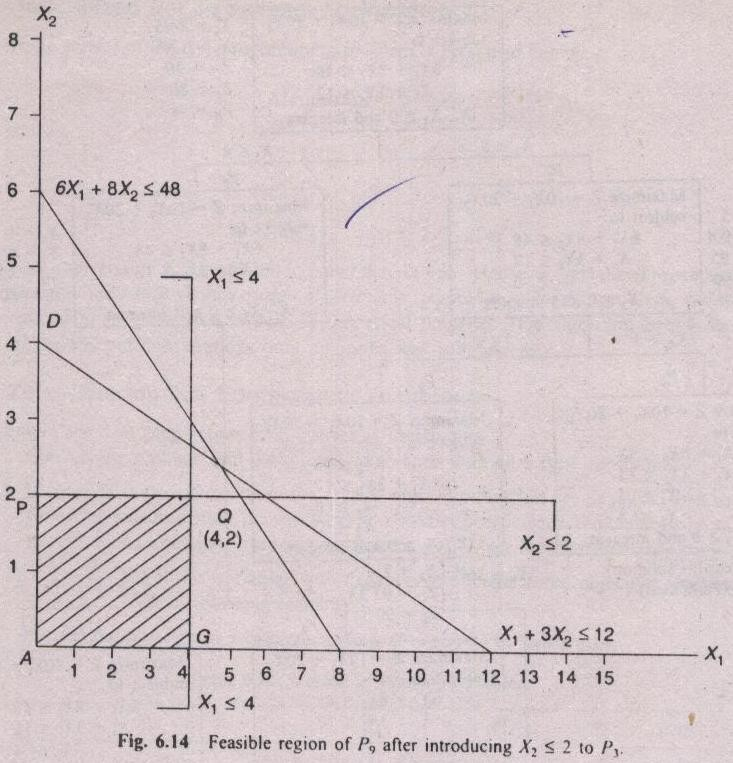 X₂
8
7
6
6X₁ + 8X₂ ≤ 48
5
X₁ ≤ 4
D
4
3
2
P
Q
(4,2)
X₂ ≤ 2
1
G
X₁ + 3X₂ ≤ 12
A
1 2 3 4 5 6 7 8 9 10 11 12 13 14 15
X₁
X₁ ≤ 4
Fig. 6.14 Feasible region of P₉ after introducing X₂ ≤ 2 to P₃.